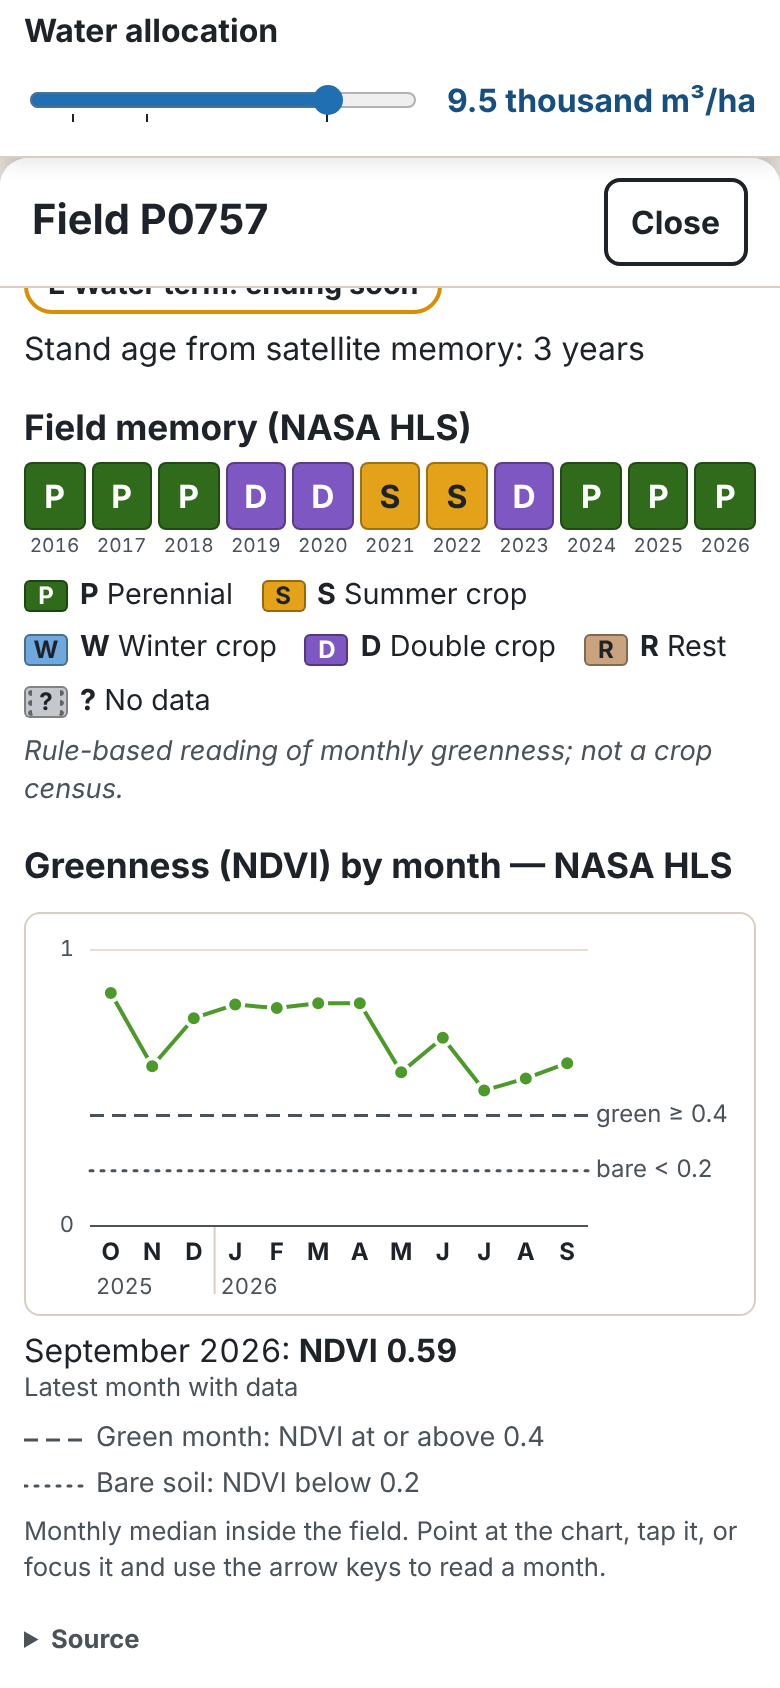 Water allocation
9.5 thousand m³/ha
Field P0757
Close
E Water term: ending soon
Stand age from satellite memory: 3 years
Field memory (NASA HLS)
P P P D D S S D P P P
2016 2017 2018 2019 2020 2021 2022 2023 2024 2025 2026
P P Perennial S S Summer crop
W W Winter crop D D Double crop R R Rest
? ? No data
Rule-based reading of monthly greenness; not a crop
census.
Greenness (NDVI) by month — NASA HLS
1
green ≥ 0.4
bare < 0.2
0
O N D J F M A M J J A S
2025 2026
September 2026: NDVI 0.59
Latest month with data
Green month: NDVI at or above 0.4
Bare soil: NDVI below 0.2
Monthly median inside the field. Point at the chart, tap it, or
focus it and use the arrow keys to read a month.
Source